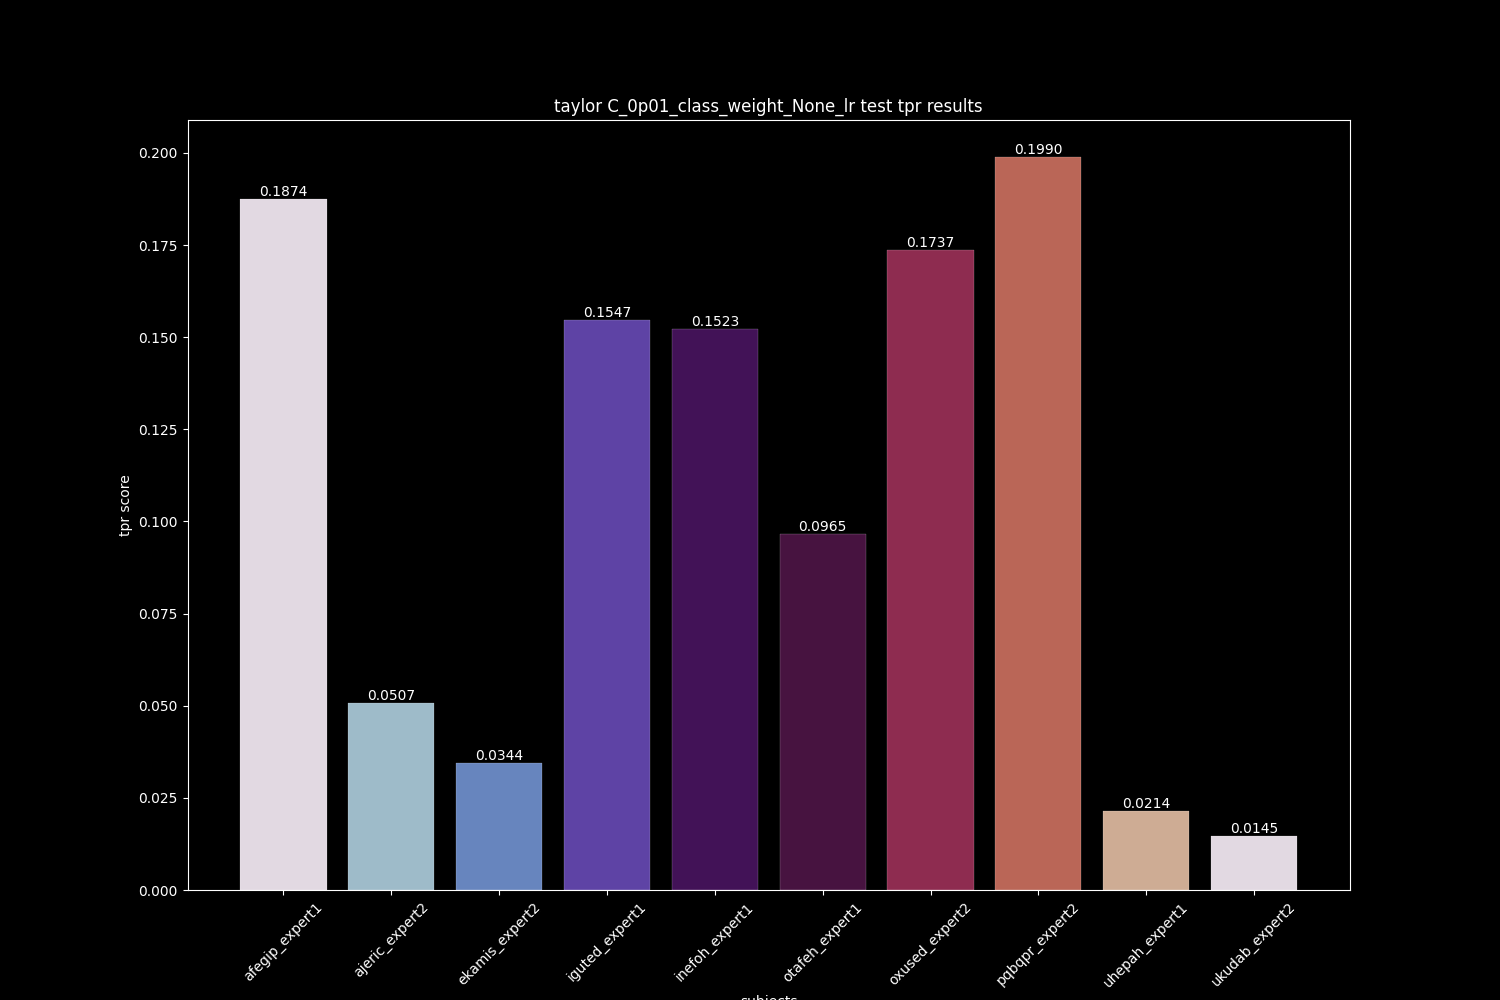 taylor C_0p01_class_weight_None_lr test tpr results
0.200
0.175
0.150
0.125
0.100
0.075
0.050
0.025
0.000
tpr score
0.1874
0.0507
0.0344
0.1547
0.1523
0.0965
0.1737
0.1990
0.0214
0.0145
afegip_expert1
ajeric_expert2
ekamis_expert2
iguted_expert1
inefoh_expert1
otafeh_expert1
oxused_expert2
pqbqpr_expert2
uhepah_expert1
ukudab_expert2
subjects